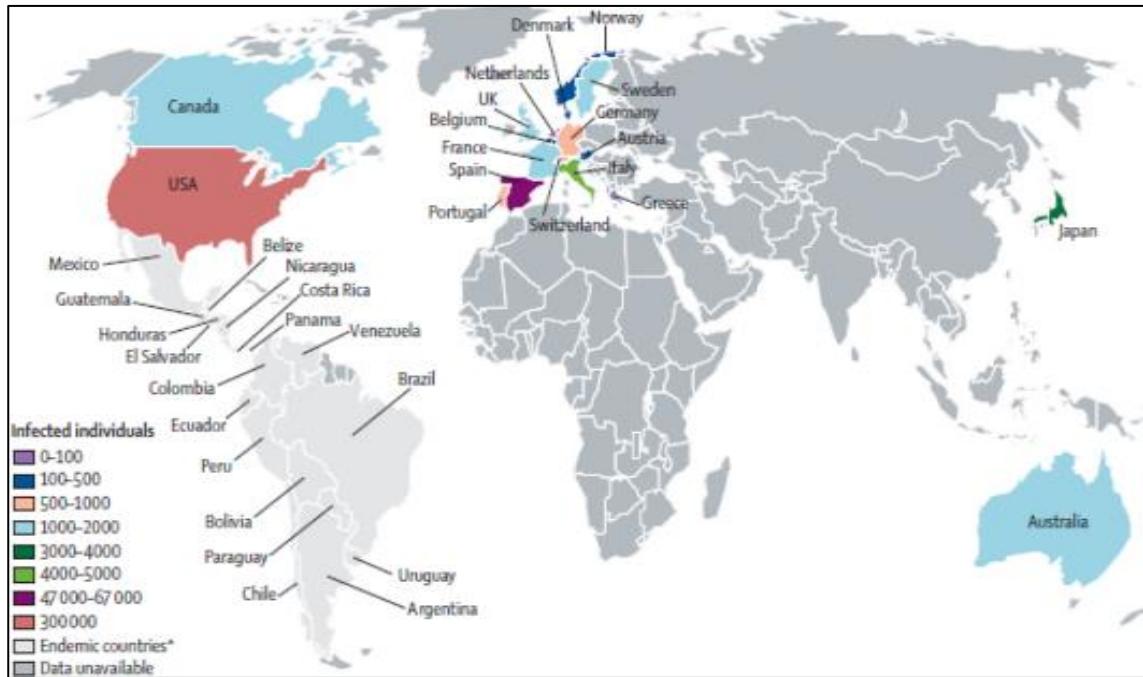 Norway
Denmark
Netherlands
Sweden
UK
Germany
Canada
Belgium
Austria
France
Italy
USA
Spain
Greece
Portugal
Switzerland
Japan
Belize
Mexico
Nicaragua
Costa Rica
Guatemala
Panama
Honduras
Venezuela
El Salvador
Colombia
Brazil
Ecuador
Peru
Bolivia
Paraguay
Uruguay
Chile
Argentina
Australia
Infected individuals
0–100
100–500
500–1000
1000–2000
3000–4000
4000–5000
47 000–67 000
300 000
Endemic countries*
Data unavailable